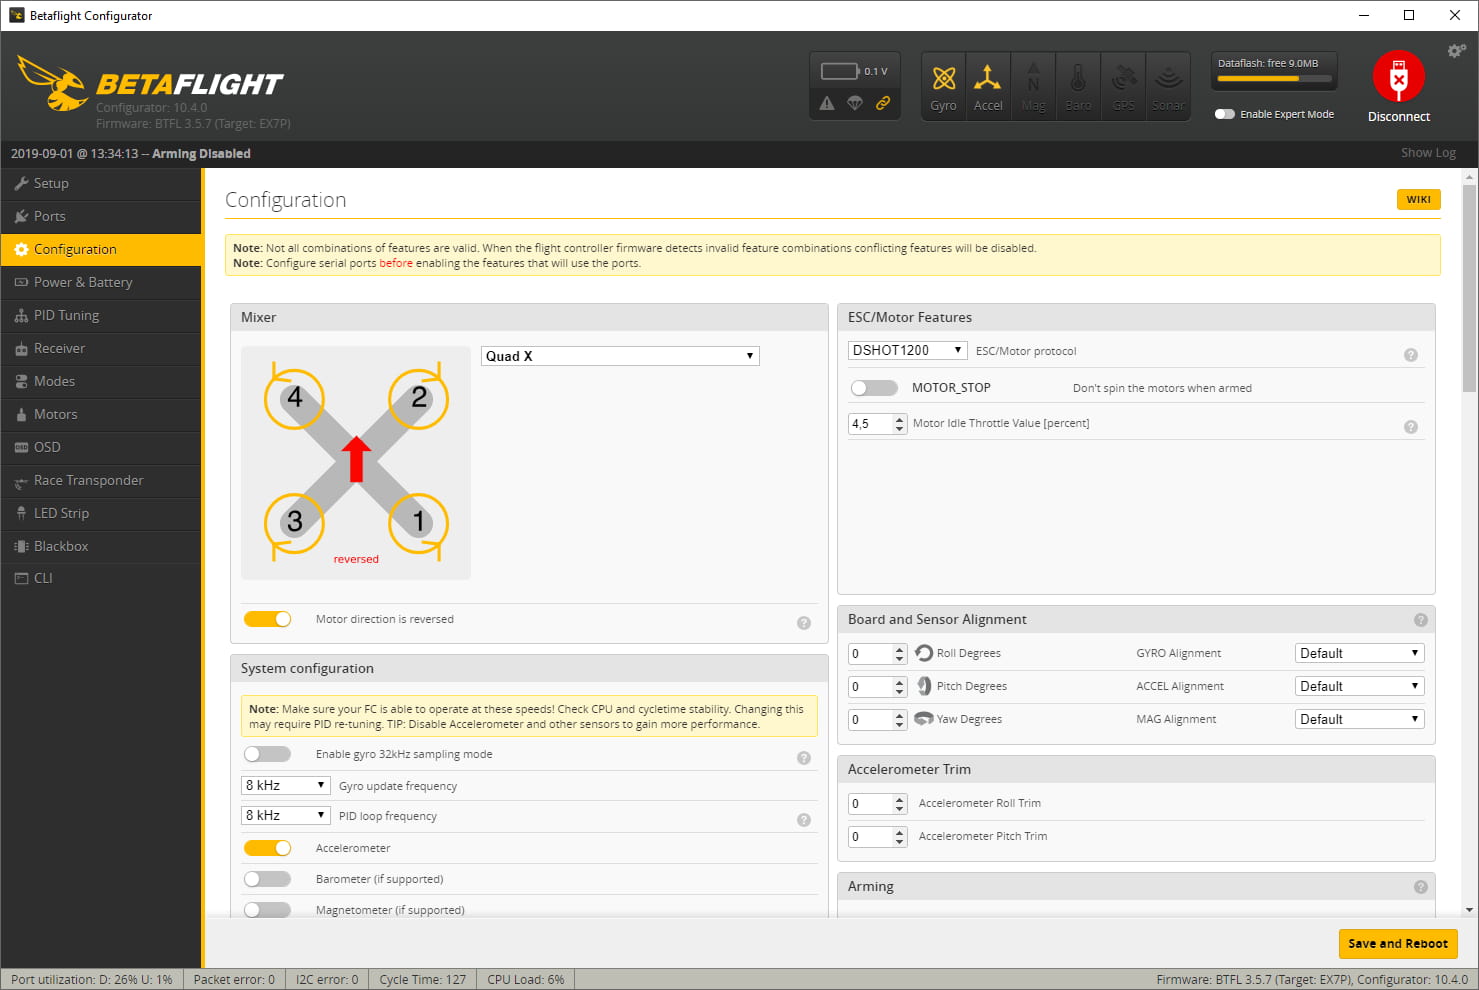 Betaflight Configurator
BETAFLIGHT
Configurator: 10.4.0
Firmware: BTFL 3.5.7 (Target: EX7P)
0.1 V
Gyro
Accel
Mag
Baro
GPS
Sonar
Dataflash: free 9.0MB
Enable Expert Mode
Disconnect
2019-09-01 @ 13:34:13 -- Arming Disabled
Show Log
Setup
Ports
Configuration
Power & Battery
PID Tuning
Receiver
Modes
Motors
OSD
Race Transponder
LED Strip
Blackbox
CLI
Configuration
WIKI
Note: Not all combinations of features are valid. When the flight controller firmware detects invalid feature combinations conflicting features will be disabled.
Note: Configure serial ports before enabling the features that will use the ports.
Mixer
Quad X
4
2
3
1
reversed
Motor direction is reversed
?
System configuration
Note: Make sure your FC is able to operate at these speeds! Check CPU and cycletime stability. Changing this
may require PID re-tuning. TIP: Disable Accelerometer and other sensors to gain more performance.
Enable gyro 32kHz sampling mode
?
8 kHz
Gyro update frequency
8 kHz
PID loop frequency
?
Accelerometer
Barometer (if supported)
Magnetometer (if supported)
ESC/Motor Features
DSHOT1200
ESC/Motor protocol
?
MOTOR_STOP
Don't spin the motors when armed
4,5
Motor Idle Throttle Value [percent]
?
Board and Sensor Alignment
?
0
Roll Degrees
GYRO Alignment
Default
0
Pitch Degrees
ACCEL Alignment
Default
0
Yaw Degrees
MAG Alignment
Default
Accelerometer Trim
0
Accelerometer Roll Trim
0
Accelerometer Pitch Trim
Arming
?
Save and Reboot
Port utilization: D: 26% U: 1%
Packet error: 0
I2C error: 0
Cycle Time: 127
CPU Load: 6%
Firmware: BTFL 3.5.7 (Target: EX7P), Configurator: 10.4.0